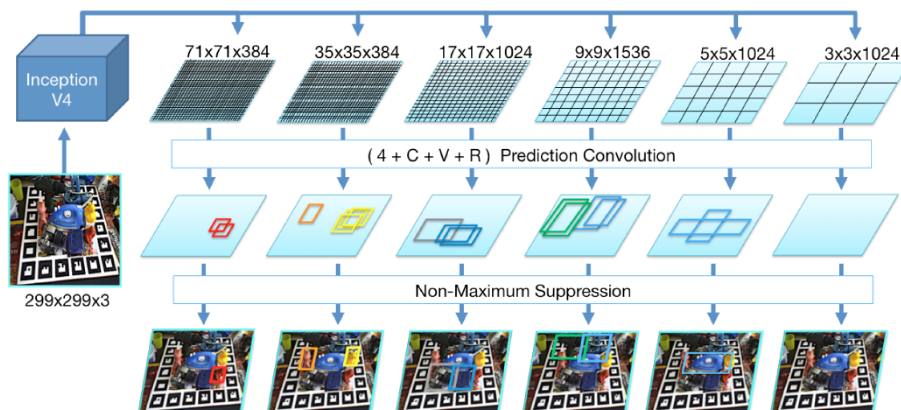 71x71x384 35x35x384 17x17x1024 9x9x1536 5x5x1024 3x3x1024
Inception
V4
( 4 + C + V + R ) Prediction Convolution
299x299x3
Non-Maximum Suppression